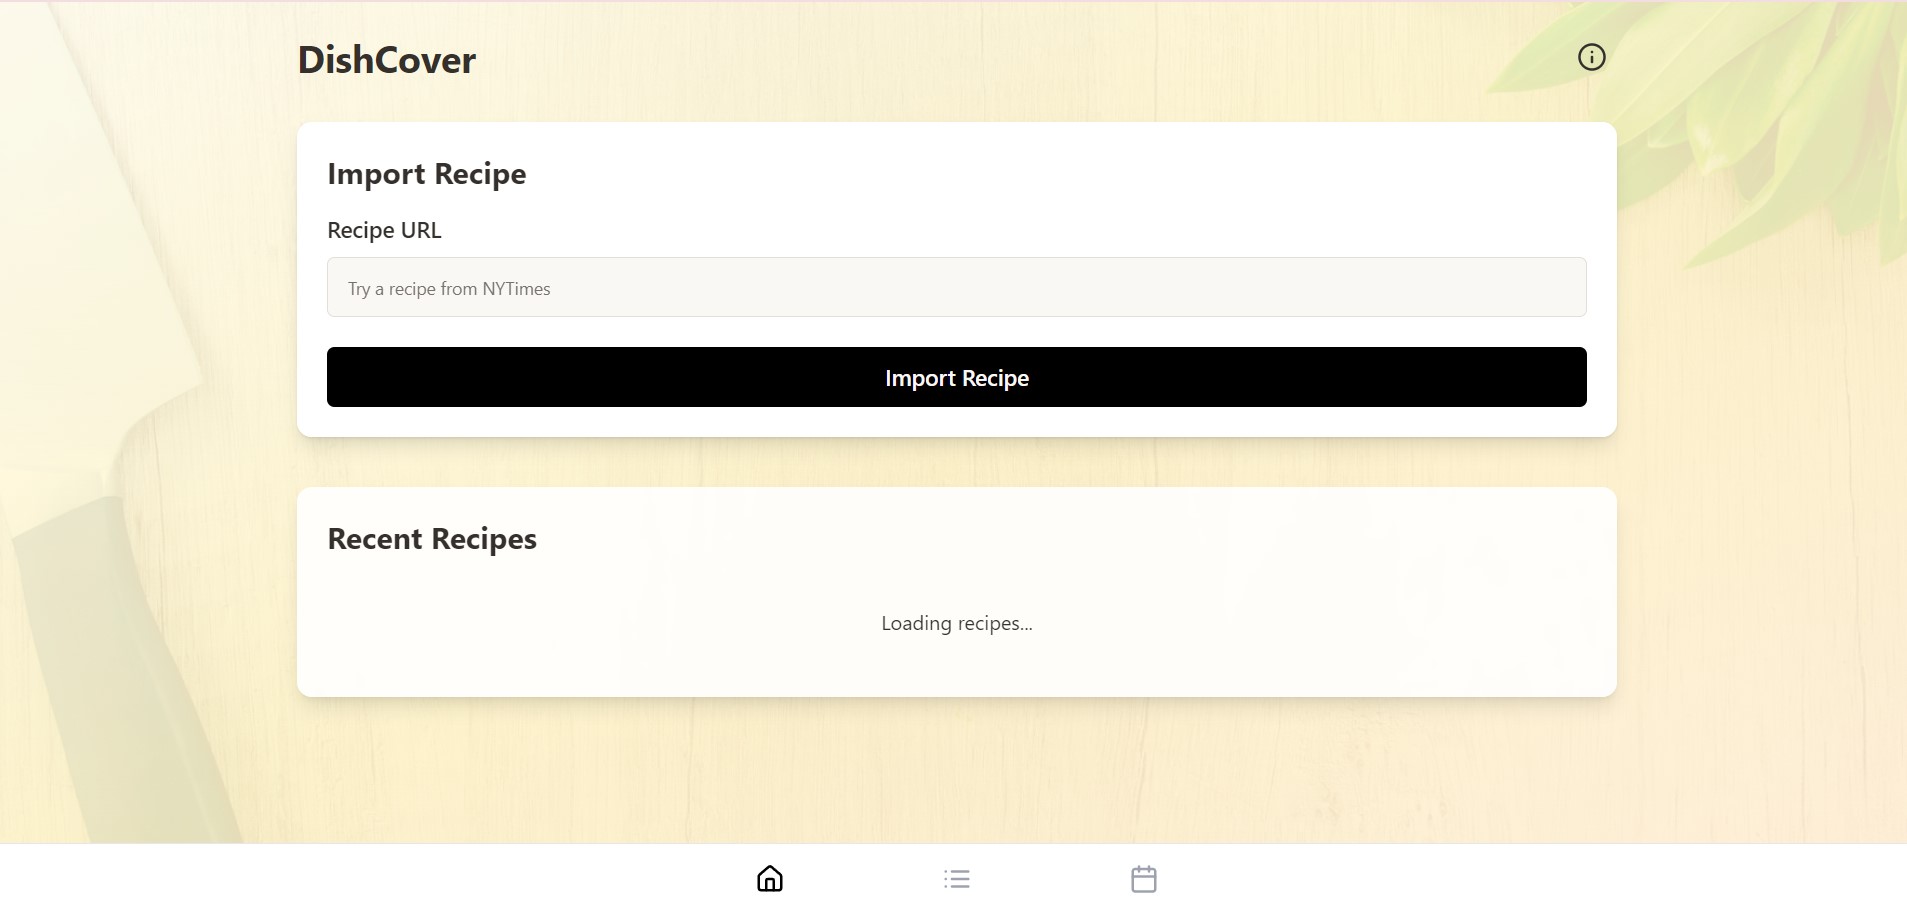 DishCover
Import Recipe
Recipe URL
Try a recipe from NYTimes
Import Recipe
Recent Recipes
Loading recipes...